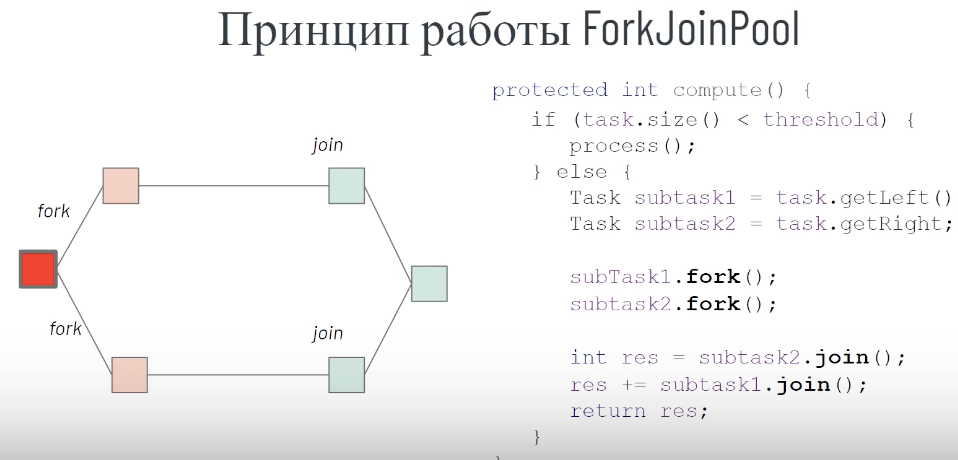 Принцип работы ForkJoinPool
protected int compute() {
if (task.size() < threshold) {
process();
} else {
Task subtask1 = task.getLeft()
Task subtask2 = task.getRight;
subTask1.fork();
subtask2.fork();
int res = subtask2.join();
res += subtask1.join();
return res;
}
join
fork
fork
join